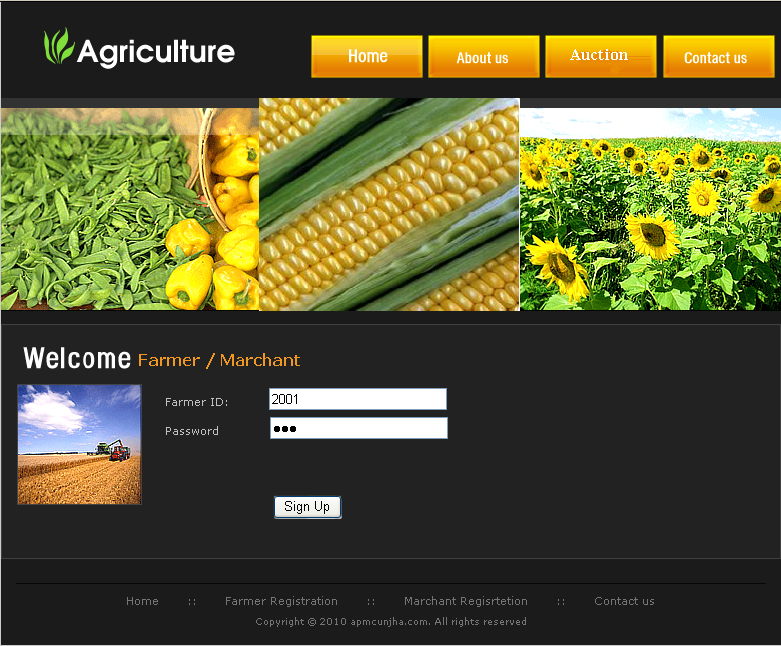 Agriculture
Home About us Auction Contact us
Welcome Farmer / Marchant
Farmer ID: 2001
Password ●●●
Sign Up
Home :: Farmer Registration :: Marchant Regisrtetion :: Contact us
Copyright © 2010 apmcunjha.com. All rights reserved